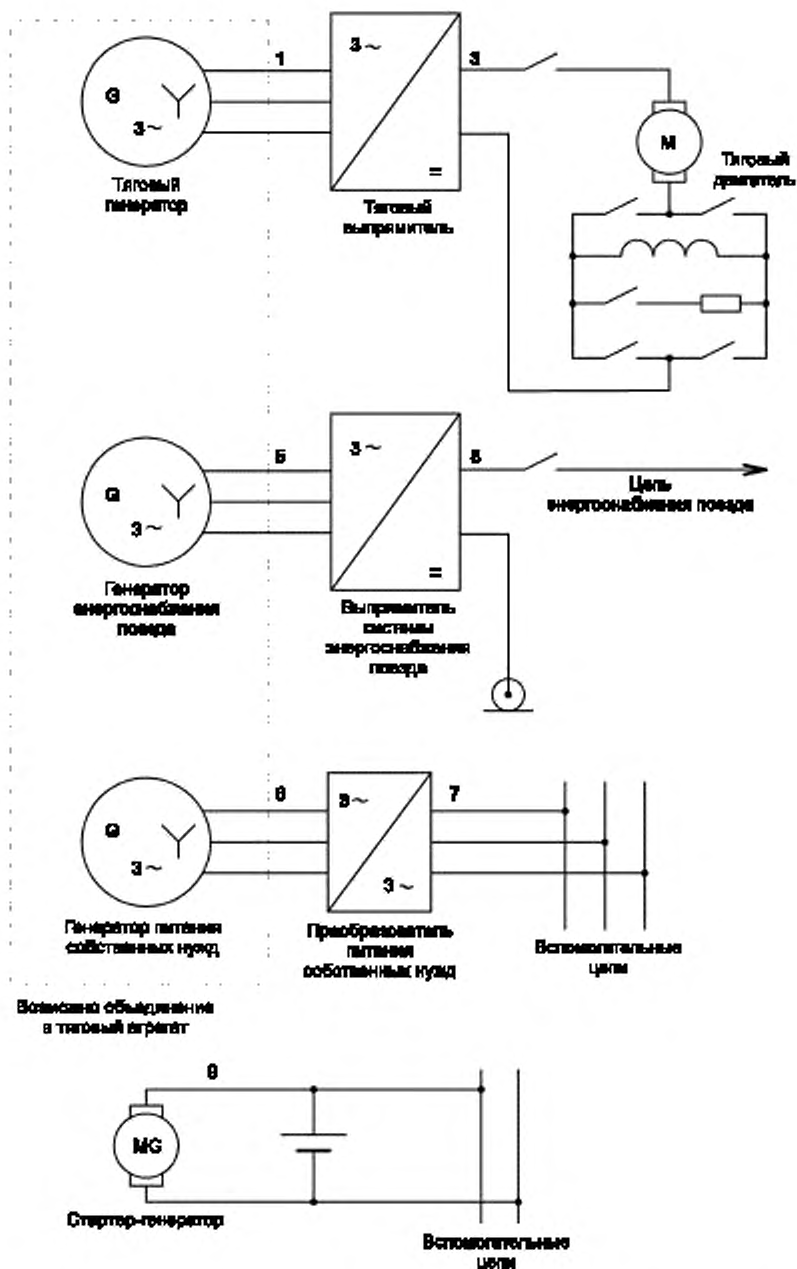 1
3 ~
3
G
3 ~
=
M
Тяговый
генератор
Тяговый
выпрямитель
Тяговый
двигатель
5
3 ~
G
3 ~
=
Цепь
энергоснабжения поезда
Генератор
энергоснабжения
поезда
Выпрямитель
системы
энергоснабжения
поезда
6
3 ~
7
G
3 ~
3 ~
Генератор питания
собственных нужд
Преобразователь
питания
собственных нужд
Вспомогательные
цепи
Возможно объединение
в тяговый агрегат
9
MG
Стартер-генератор
Вспомогательные
цепи